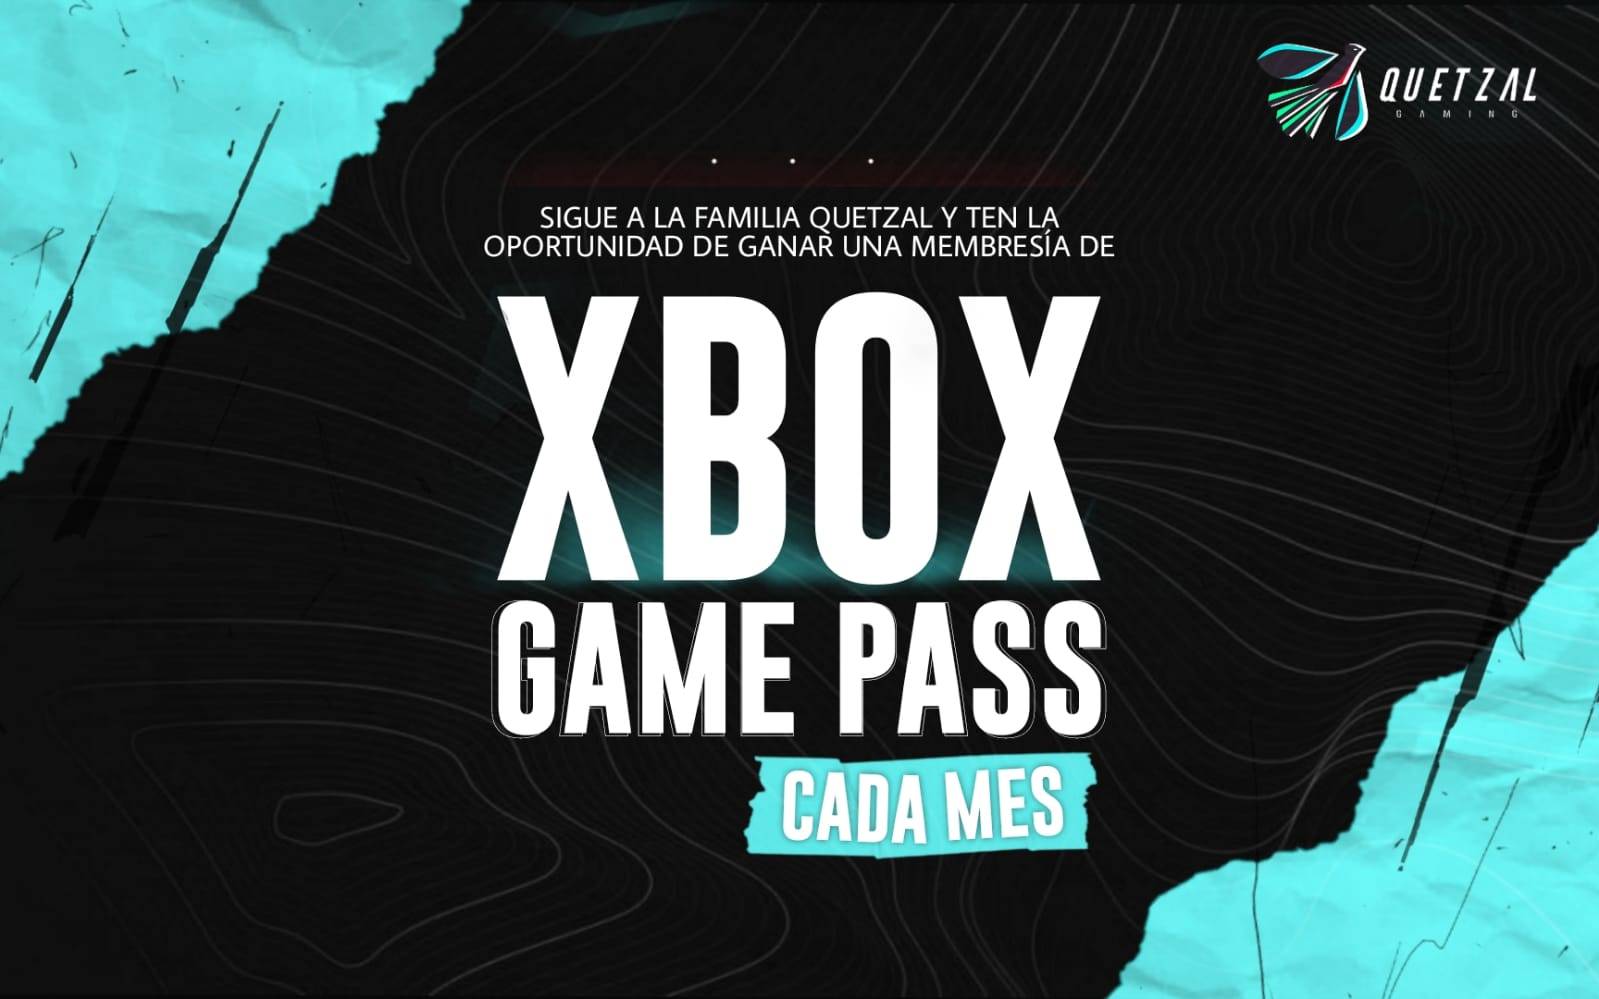 QUETZAL
GAMING
SIGUE A LA FAMILIA QUETZAL Y TEN LA
OPORTUNIDAD DE GANAR UNA MEMBRESÍA DE
XBOX
GAME PASS
CADA MES